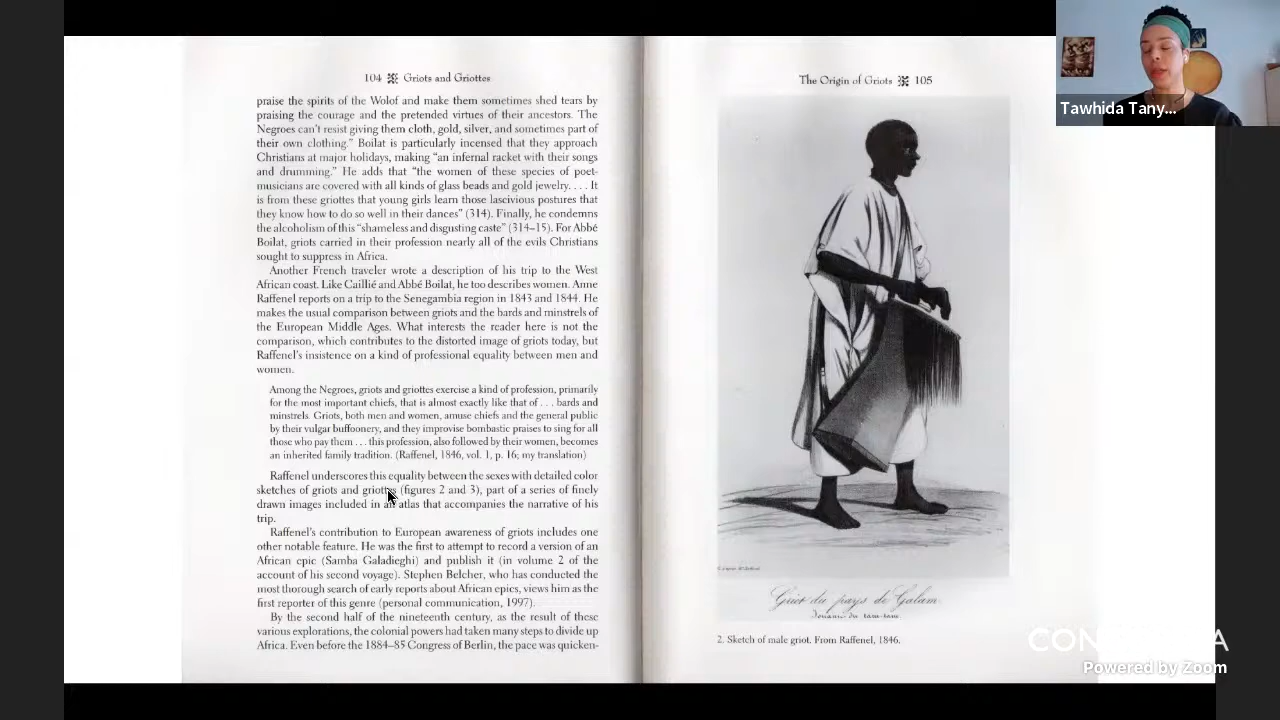 104 ※ Griots and Griottes
praise the spirits of the Wolof and make them sometimes shed tears by
praising the courage and the pretended virtues of their ancestors. The
Negroes can't resist giving them cloth, gold, silver, and sometimes part of
their own clothing." Boilat is particularly incensed that they approach
Christians at major holidays, making "an infernal racket with their songs
and drumming." He adds that "the women of these species of poet-
musicians are covered with all kinds of glass beads and gold jewelry. . . . It
is from these griottes that young girls learn those lascivious postures that
they know how to do so well in their dances" (314). Finally, he condemns
the alcoholism of this "shameless and disgusting caste" (314–15). For Abbé
Boilat, griots carried in their profession nearly all of the evils Christians
sought to suppress in Africa.
Another French traveler wrote a description of his trip to the West
African coast. Like Caillié and Abbé Boilat, he too describes women. Anne
Raffenel reports on a trip to the Senegambia region in 1843 and 1844. He
makes the usual comparison between griots and the bards and minstrels of
the European Middle Ages. What interests the reader here is not the
comparison, which contributes to the distorted image of griots today, but
Raffenel's insistence on a kind of professional equality between men and
women.
Among the Negroes, griots and griottes exercise a kind of profession, primarily
for the most important chiefs, that is almost exactly like that of . . . bards and
minstrels. Griots, both men and women, amuse chiefs and the general public
by their vulgar buffoonery, and they improvise bombastic praises to sing for all
those who pay them . . . this profession, also followed by their women, becomes
an inherited family tradition. (Raffenel, 1846, vol. 1, p. 16; my translation)
Raffenel underscores this equality between the sexes with detailed color
sketches of griots and griottes (figures 2 and 3), part of a series of finely
drawn images included in an atlas that accompanies the narrative of his
trip.
Raffenel's contribution to European awareness of griots includes one
other notable feature. He was the first to attempt to record a version of an
African epic (Samba Galadieghi) and publish it (in volume 2 of the
account of his second voyage). Stephen Belcher, who has conducted the
most thorough search of early reports about African epics, views him as the
first reporter of this genre (personal communication, 1997).
By the second half of the nineteenth century, as the result of these
various explorations, the colonial powers had taken many steps to divide up
Africa. Even before the 1884–85 Congress of Berlin, the pace was quicken-
The Origin of Griots ※ 105
Griot du pays de Galam.
Jouant du tam-tam.
2. Sketch of male griot. From Raffenel, 1846.
Tawhida Tany...
CON
Powered by Zoom